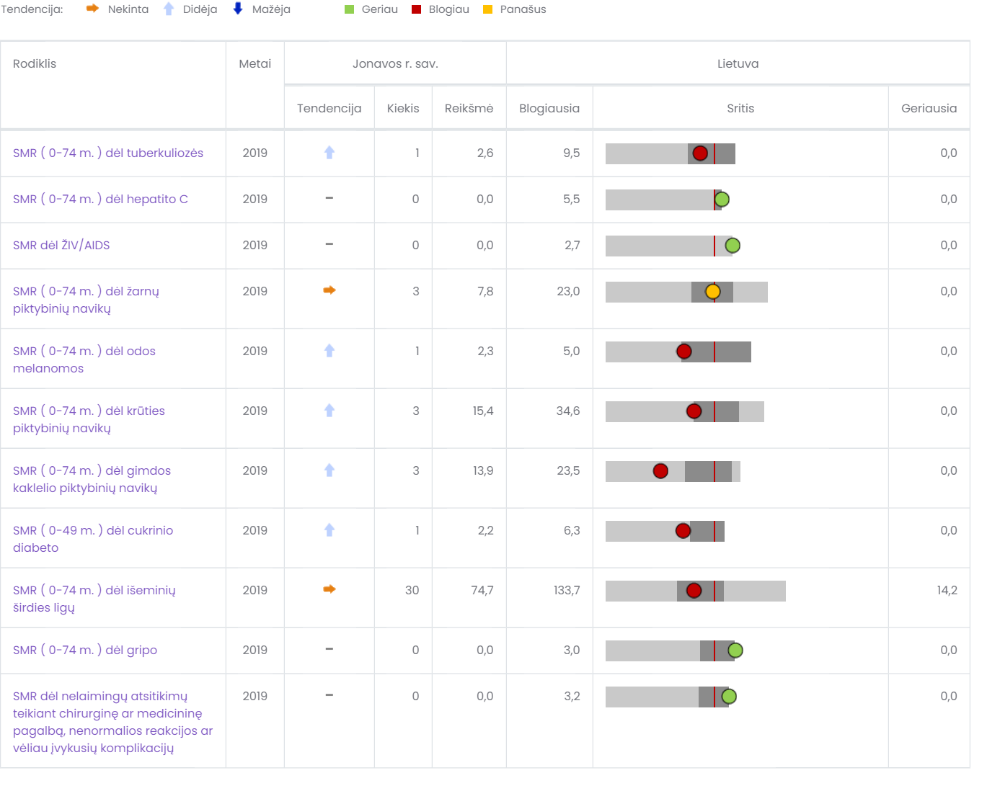 Tendencija: Nekinta Didėja Mažėja Geriau Blogiau Panašus
Rodiklis Metai Jonavos r. sav. Lietuva
Tendencija Kiekis Reikšmė Blogiausia Sritis Geriausia
SMR ( 0-74 m. ) dėl tuberkuliozės 2019 1 2,6 9,5 0,0
SMR ( 0-74 m. ) dėl hepatito C 2019 – 0 0,0 5,5 0,0
SMR dėl ŽIV/AIDS 2019 – 0 0,0 2,7 0,0
SMR ( 0-74 m. ) dėl žarnų 2019 3 7,8 23,0 0,0
piktybinių navikų
SMR ( 0-74 m. ) dėl odos 2019 1 2,3 5,0 0,0
melanomos
SMR ( 0-74 m. ) dėl krūties 2019 3 15,4 34,6 0,0
piktybinių navikų
SMR ( 0-74 m. ) dėl gimdos 2019 3 13,9 23,5 0,0
kaklelio piktybinių navikų
SMR ( 0-49 m. ) dėl cukrinio 2019 1 2,2 6,3 0,0
diabeto
SMR ( 0-74 m. ) dėl išeminių 2019 30 74,7 133,7 14,2
širdies ligų
SMR ( 0-74 m. ) dėl gripo 2019 – 0 0,0 3,0 0,0
SMR dėl nelaimingų atsitikimų 2019 – 0 0,0 3,2 0,0
teikiant chirurginę ar medicininę
pagalbą, nenormalios reakcijos ar
vėliau įvykusių komplikacijų